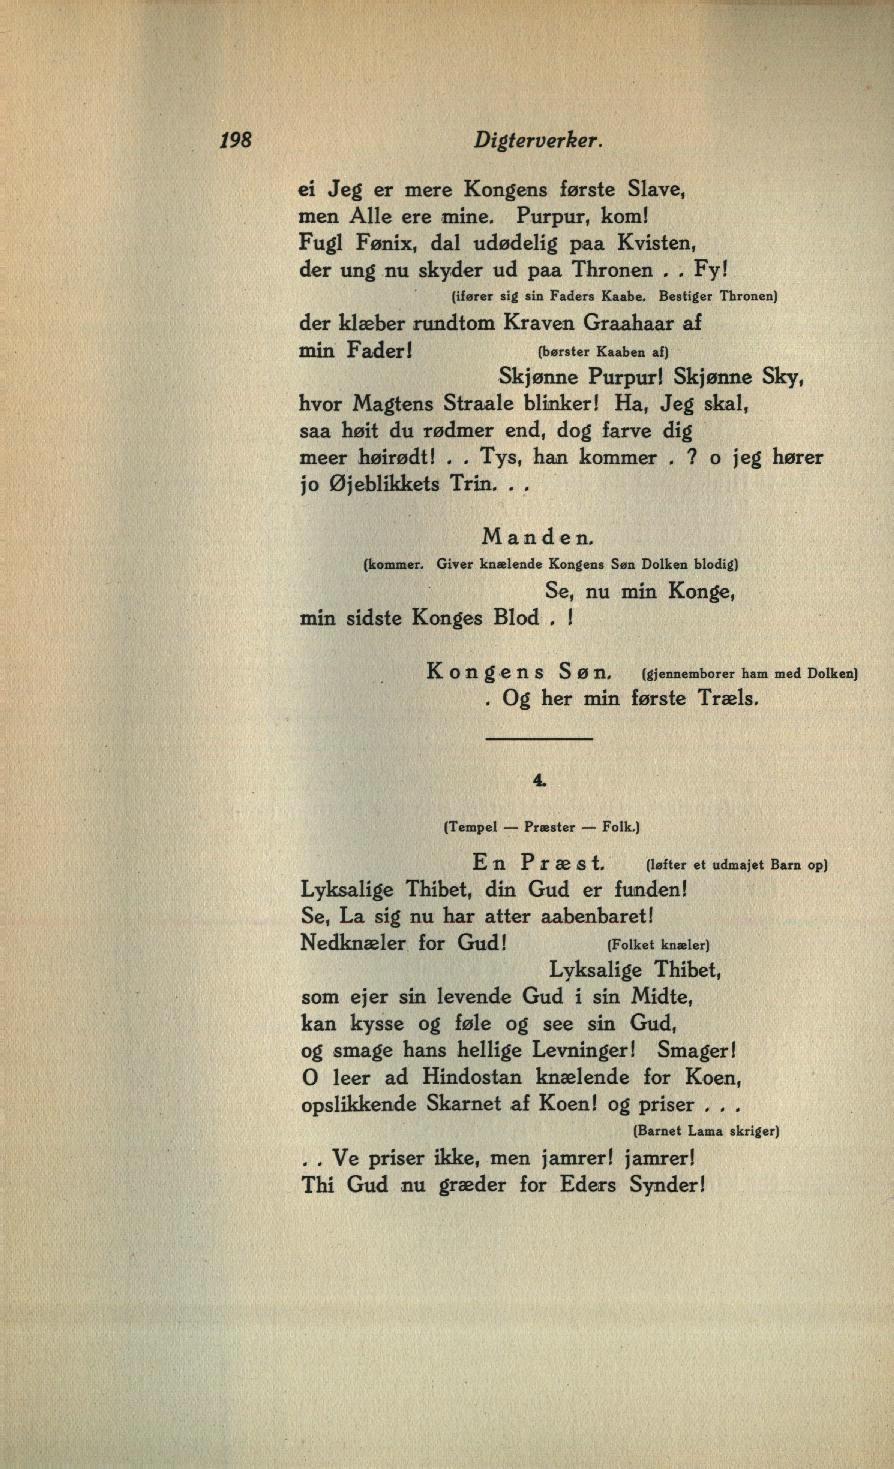 198 Digterverker.
ei Jeg er mere Kongens første Slave,
men Alle ere mine. Purpur, kom!
Fugl Fønix, dal udødelig paa Kvisten,
der ung nu skyder ud paa Thronen . . Fy!
(ifører sig sin Faders Kaabe. Bestiger Thronen)
der klæber rundtom Kraven Graahaar af
min Fader! (børster Kaaben af)
Skjønne Purpur! Skjønne Sky,
hvor Magtens Straale blinker! Ha, Jeg skal,
saa høit du rødmer end, dog farve dig
meer høirødt! . . Tys, han kommer . ? o jeg hører
jo Øjeblikkets Trin. . .
Manden.
(kommer. Giver knælende Kongens Søn Dolken blodig)
Se, nu min Konge,
min sidste Konges Blod . !
Kongens Søn. (gjennemborer ham med Dolken)
. Og her min første Træls.
4.
(Tempel — Præster — Folk.)
En Præst. (løfter et udmajet Barn op)
Lyksalige Thibet, din Gud er funden!
Se, La sig nu har atter aabenbaret!
Nedknæler for Gud! (Folket knæler)
Lyksalige Thibet,
som ejer sin levende Gud i sin Midte,
kan kysse og føle og see sin Gud,
og smage hans hellige Levninger! Smager!
O leer ad Hindostan knælende for Koen,
opslikkende Skarnet af Koen! og priser . . .
(Barnet Lama skriger)
. . Ve priser ikke, men jamrer! jamrer!
Thi Gud nu græder for Eders Synder!